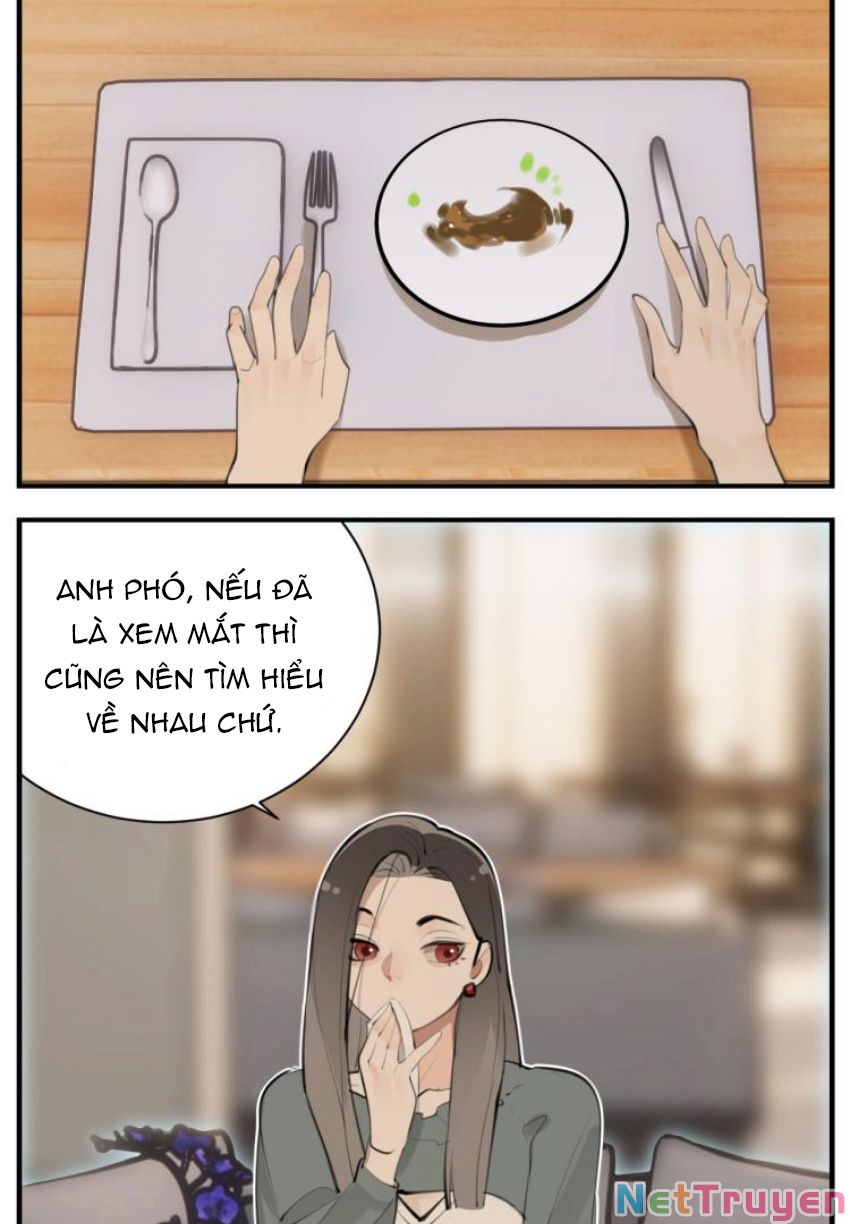 ANH PHÓ, NẾU ĐÃ
LÀ XEM MẮT THÌ
CŨNG NÊN TÌM HIỂU
VỀ NHAU CHỨ.
NETTRUYEN